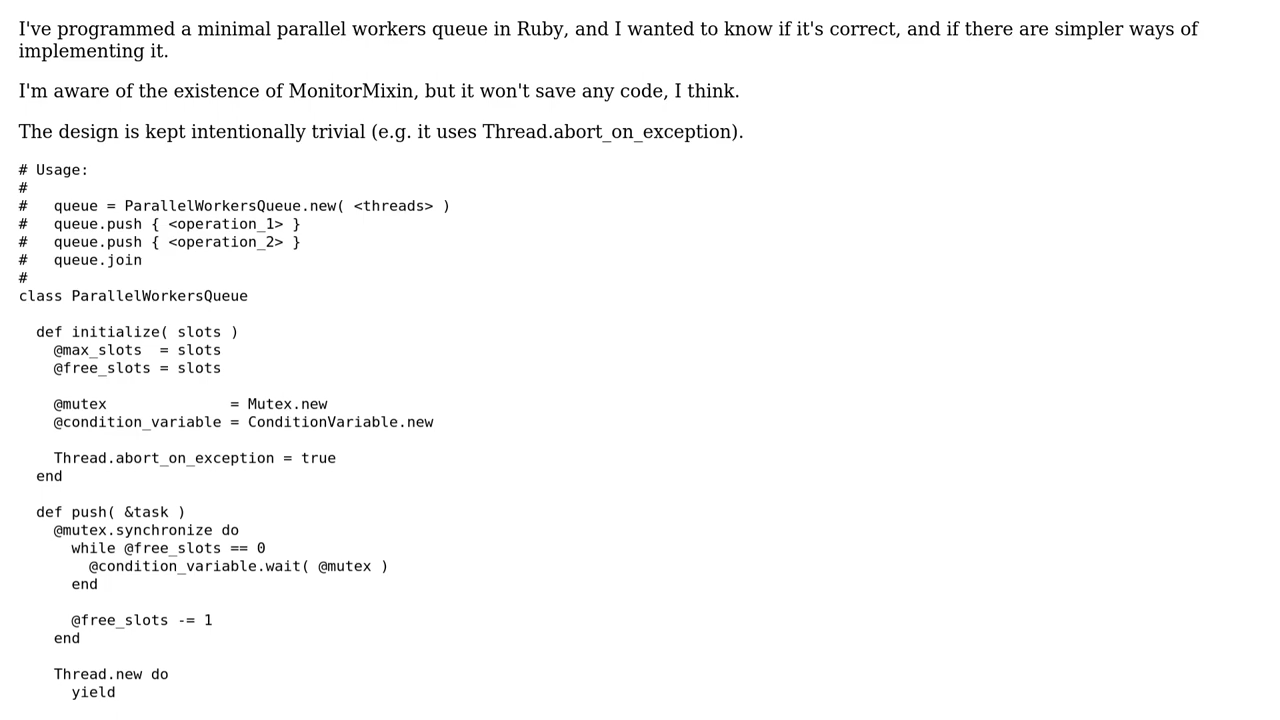 I've programmed a minimal parallel workers queue in Ruby, and I wanted to know if it's correct, and if there are simpler ways of
implementing it.
I'm aware of the existence of MonitorMixin, but it won't save any code, I think.
The design is kept intentionally trivial (e.g. it uses Thread.abort_on_exception).
# Usage:
#
#   queue = ParallelWorkersQueue.new( <threads> )
#   queue.push { <operation_1> }
#   queue.push { <operation_2> }
#   queue.join
#
class ParallelWorkersQueue

  def initialize( slots )
    @max_slots  = slots
    @free_slots = slots

    @mutex              = Mutex.new
    @condition_variable = ConditionVariable.new

    Thread.abort_on_exception = true
  end

  def push( &task )
    @mutex.synchronize do
      while @free_slots == 0
        @condition_variable.wait( @mutex )
      end

      @free_slots -= 1
    end

    Thread.new do
      yield